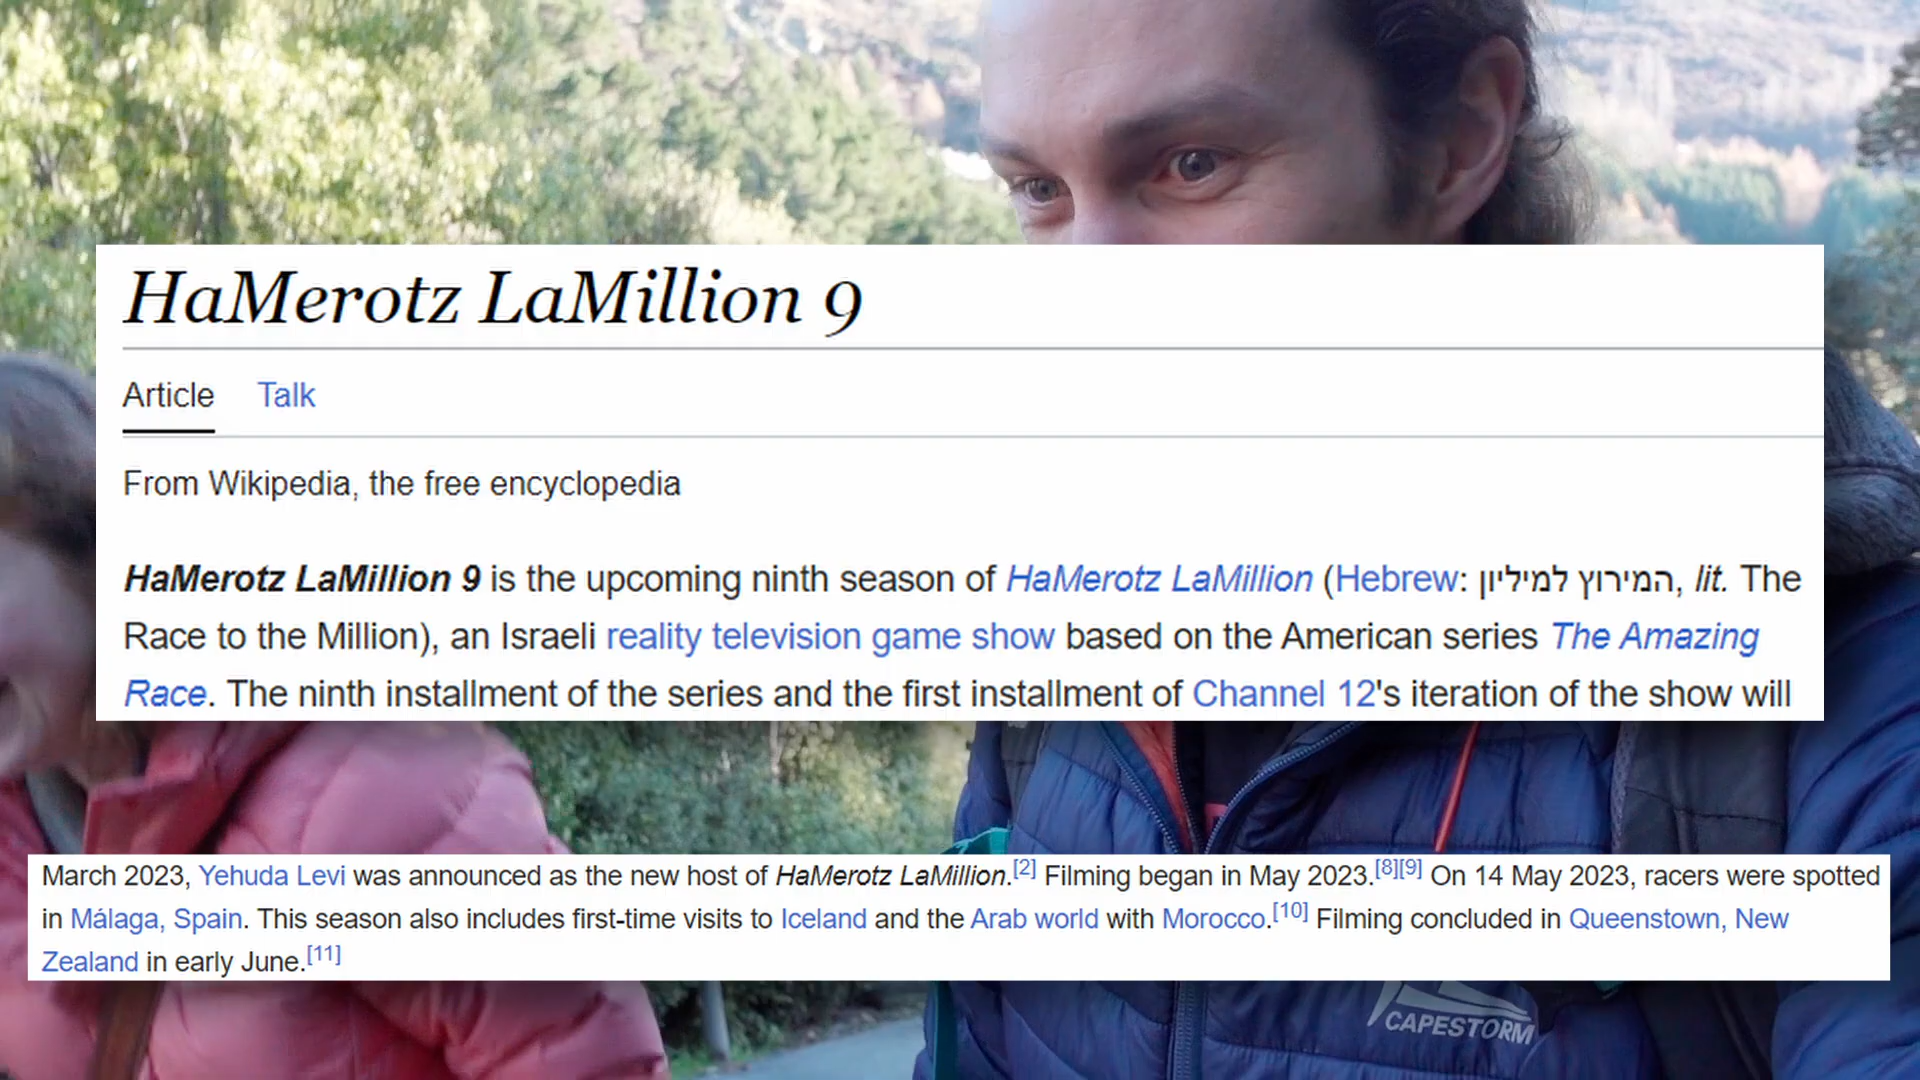 HaMerotz LaMillion 9
Article Talk
From Wikipedia, the free encyclopedia
HaMerotz LaMillion 9 is the upcoming ninth season of HaMerotz LaMillion (Hebrew: המירוץ למיליון, lit. The
Race to the Million), an Israeli reality television game show based on the American series The Amazing
Race. The ninth installment of the series and the first installment of Channel 12's iteration of the show will
March 2023, Yehuda Levi was announced as the new host of HaMerotz LaMillion.[2] Filming began in May 2023.[8][9] On 14 May 2023, racers were spotted
in Málaga, Spain. This season also includes first-time visits to Iceland and the Arab world with Morocco.[10] Filming concluded in Queenstown, New
Zealand in early June.[11]
CAPESTORM